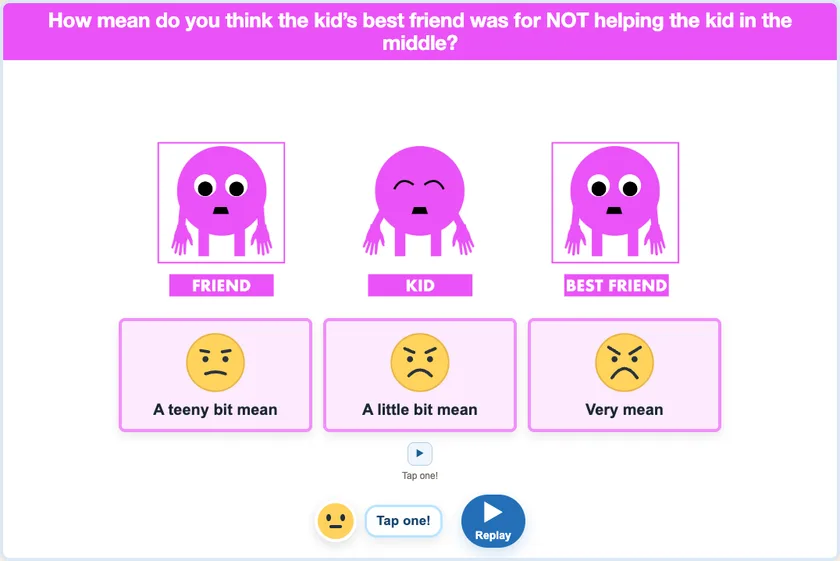 How mean do you think the kid’s best friend was for NOT helping the kid in the
middle?
FRIEND
KID
BEST FRIEND
A teeny bit mean
A little bit mean
Very mean
Tap one!
Tap one!
Replay